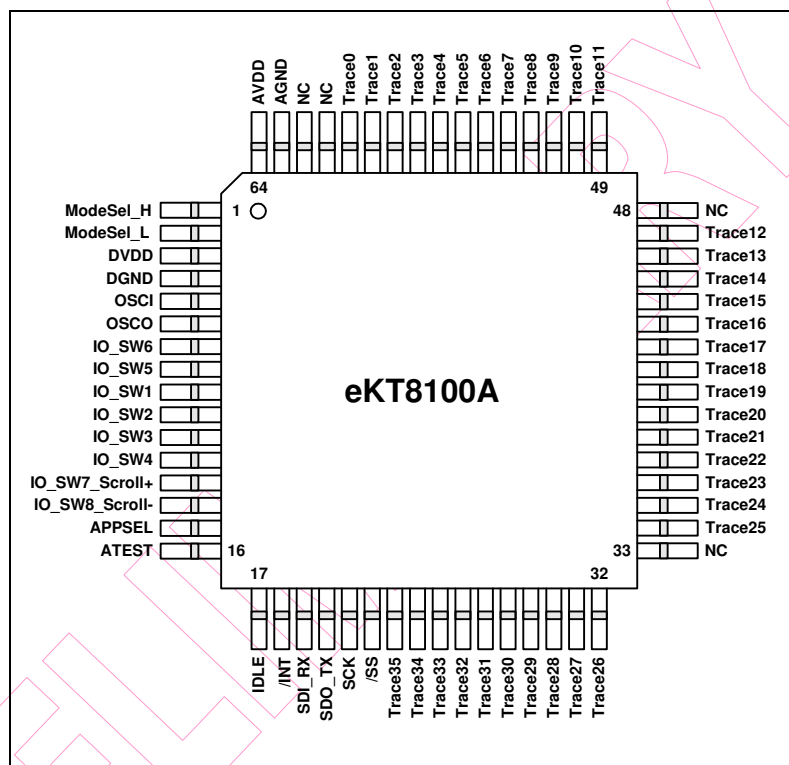 AVDD
AGND
NC
NC
Trace0
Trace1
Trace2
Trace3
Trace4
Trace5
Trace6
Trace7
Trace8
Trace9
Trace10
Trace11
64
49
ModeSel_H
1
48
NC
ModeSel_L
Trace12
DVDD
Trace13
DGND
Trace14
OSCI
Trace15
OSCO
Trace16
IO_SW6
Trace17
IO_SW5
Trace18
IO_SW1
eKT8100A
Trace19
IO_SW2
Trace20
IO_SW3
Trace21
IO_SW4
Trace22
IO_SW7_Scroll+
Trace23
IO_SW8_Scroll-
Trace24
APPSEL
Trace25
ATEST
16
33
NC
17
32
IDLE
/INT
SDI_RX
SDO_TX
SCK
/SS
Trace35
Trace34
Trace33
Trace32
Trace31
Trace30
Trace29
Trace28
Trace27
Trace26